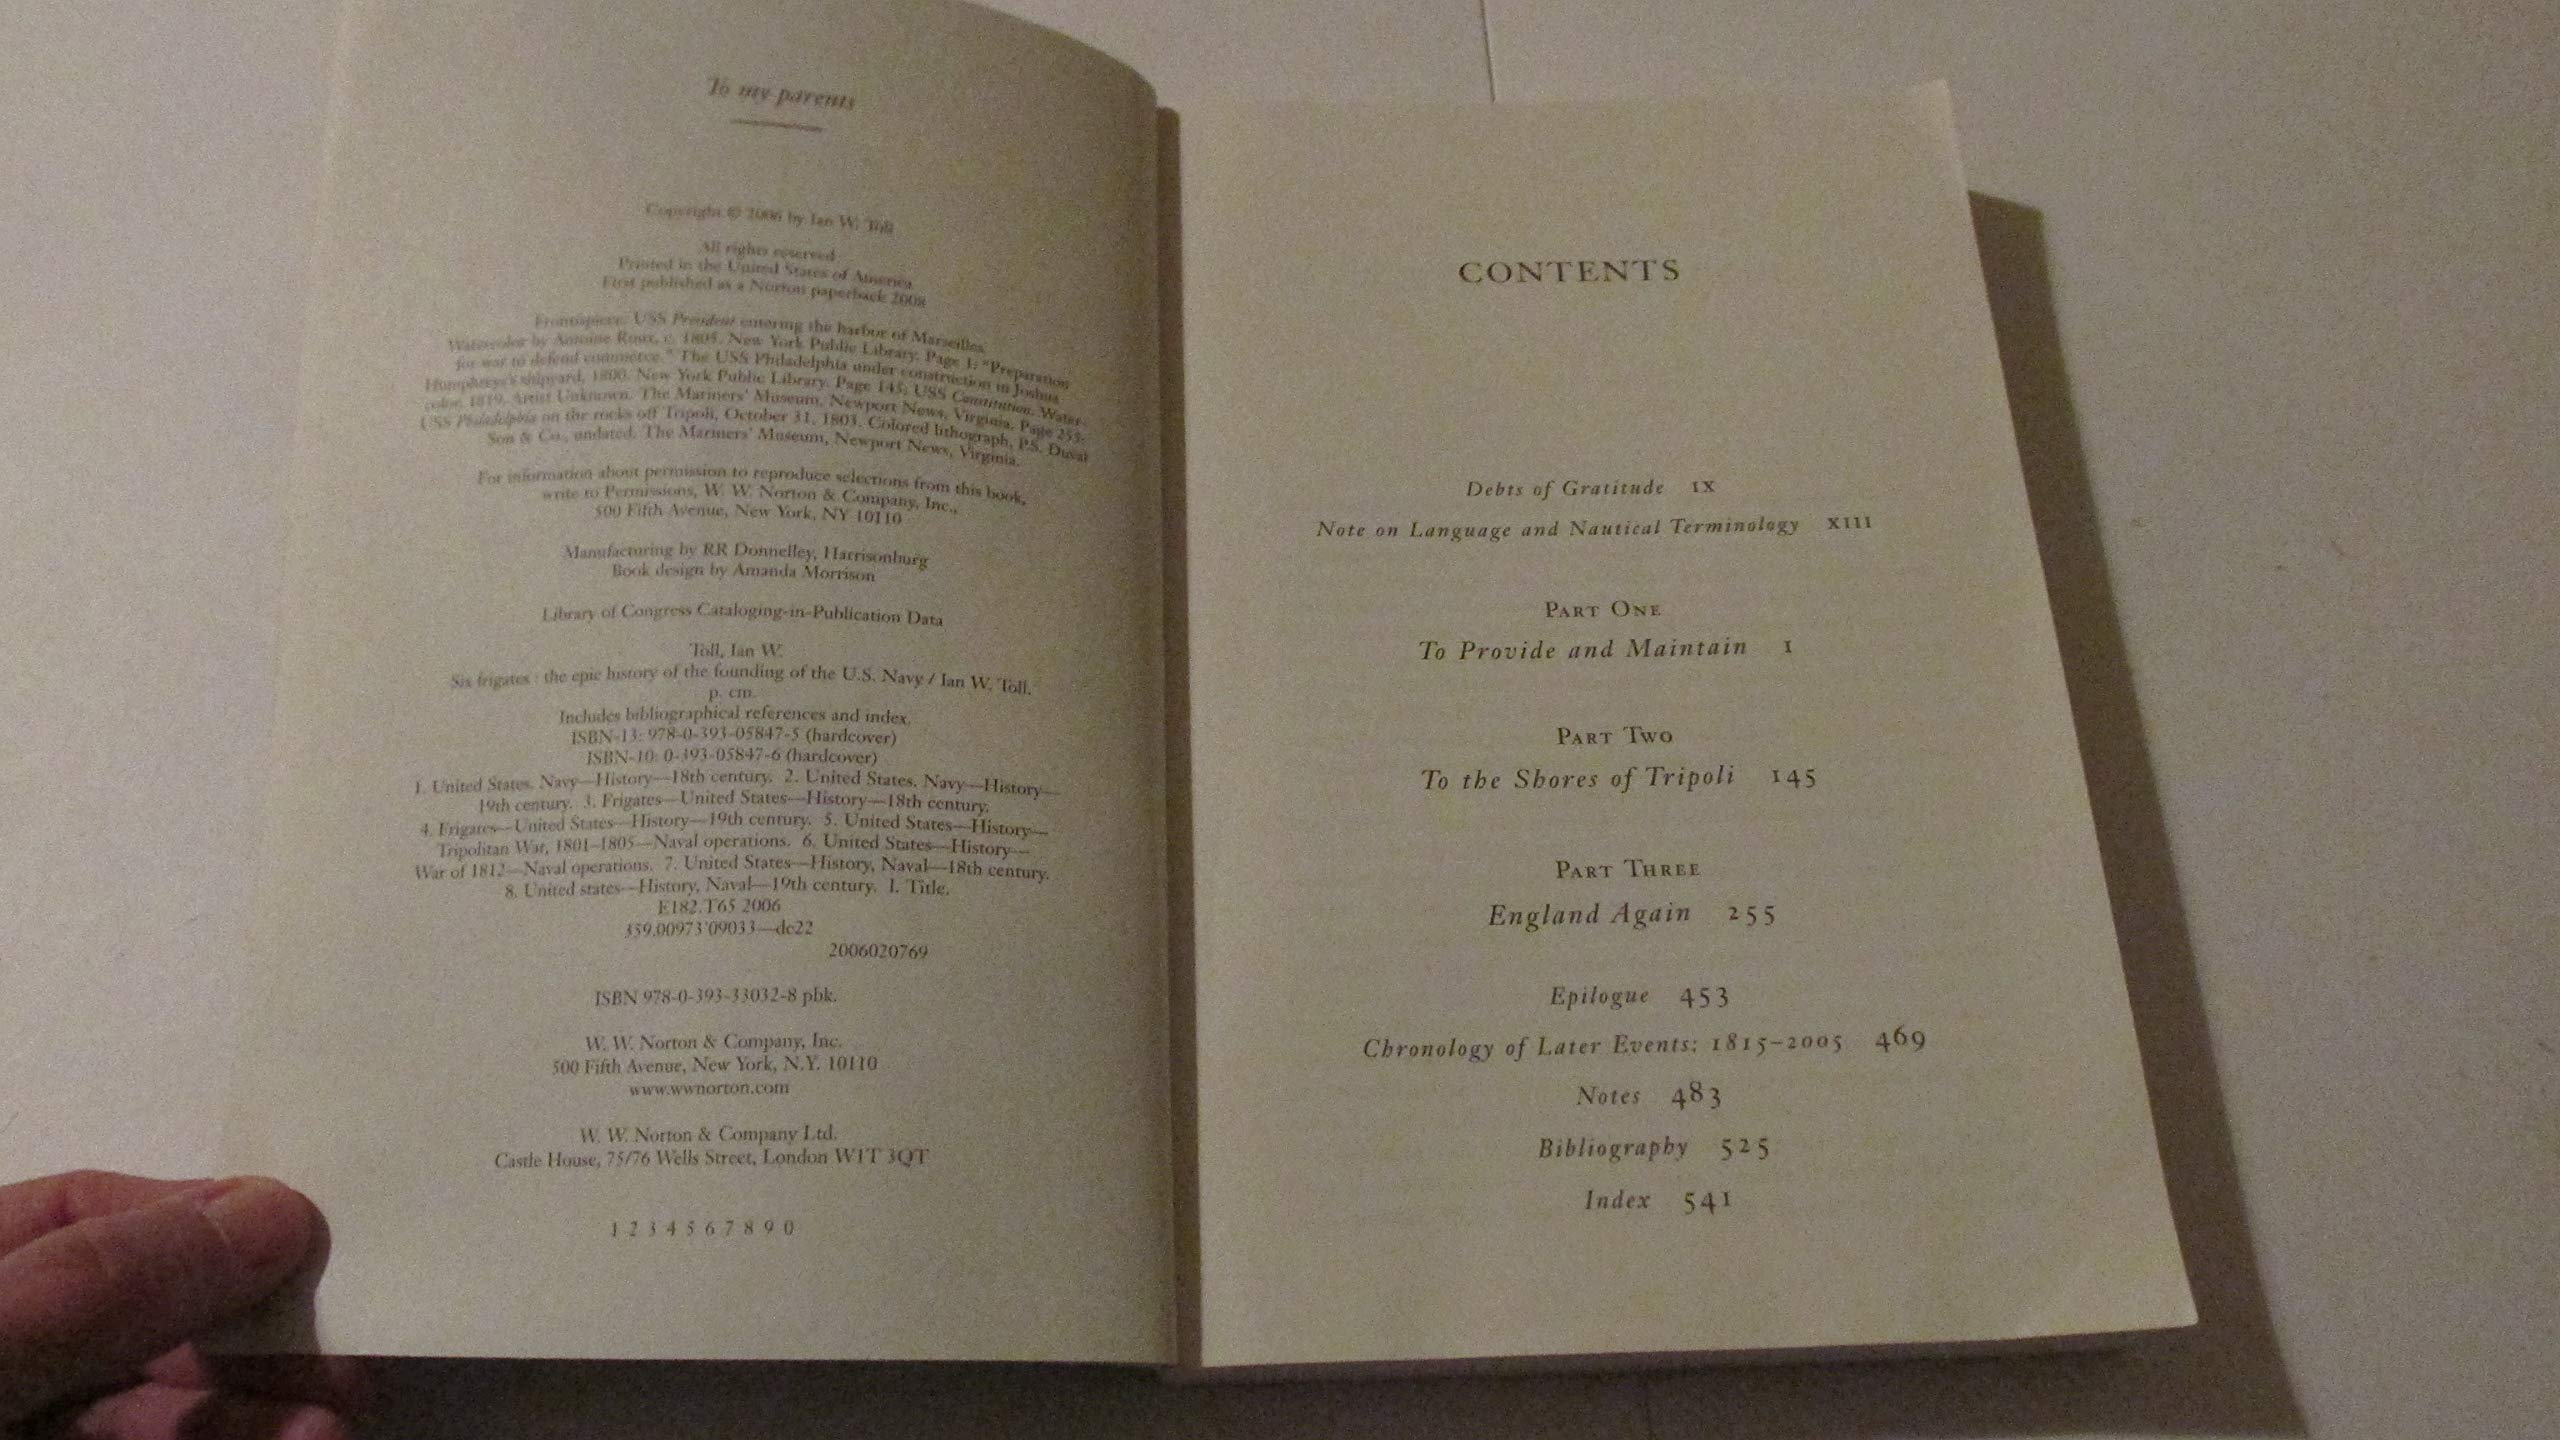 To my parents
Copyright © 2006 by Ian W. Toll
All rights reserved
Printed in the United States of America
First published as a Norton paperback 2008
Frontispiece: USS President entering the harbor of Marseilles.
Watercolor by Antoine Roux, c. 1805. New York Public Library. Page 1: "Preparation
for war to defend commerce." The USS Philadelphia under construction in Joshua
Humphreys's shipyard, 1800. New York Public Library. Page 145: USS Constitution. Water-
color, 1819. Artist Unknown. The Mariners' Museum, Newport News, Virginia. Page 255:
USS Philadelphia on the rocks off Tripoli, October 31, 1803. Colored lithograph, P.S. Duval
Son & Co., undated. The Mariners' Museum, Newport News, Virginia.
For information about permission to reproduce selections from this book,
write to Permissions, W. W. Norton & Company, Inc.,
500 Fifth Avenue, New York, NY 10110
Manufacturing by RR Donnelley, Harrisonburg
Book design by Amanda Morrison
Library of Congress Cataloging-in-Publication Data
Toll, Ian W.
Six frigates : the epic history of the founding of the U.S. Navy / Ian W. Toll.
p. cm.
Includes bibliographical references and index.
ISBN-13: 978-0-393-05847-5 (hardcover)
ISBN-10: 0-393-05847-6 (hardcover)
1. United States. Navy—History—18th century. 2. United States. Navy—History—
19th century. 3. Frigates—United States—History—18th century.
4. Frigates—United States—History—19th century. 5. United States—History—
Tripolitan War, 1801–1805—Naval operations. 6. United States—History—
War of 1812—Naval operations. 7. United States—History, Naval—18th century.
8. United states—History, Naval—19th century. I. Title.
E182.T65 2006
359.00973'09033—dc22
2006020769
ISBN 978-0-393-33032-8 pbk.
W. W. Norton & Company, Inc.
500 Fifth Avenue, New York, N.Y. 10110
www.wwnorton.com
W. W. Norton & Company Ltd.
Castle House, 75/76 Wells Street, London W1T 3QT
1 2 3 4 5 6 7 8 9 0
CONTENTS
Debts of Gratitude IX
Note on Language and Nautical Terminology XIII
PART ONE
To Provide and Maintain 1
PART TWO
To the Shores of Tripoli 145
PART THREE
England Again 255
Epilogue 453
Chronology of Later Events: 1815–2005 469
Notes 483
Bibliography 525
Index 541